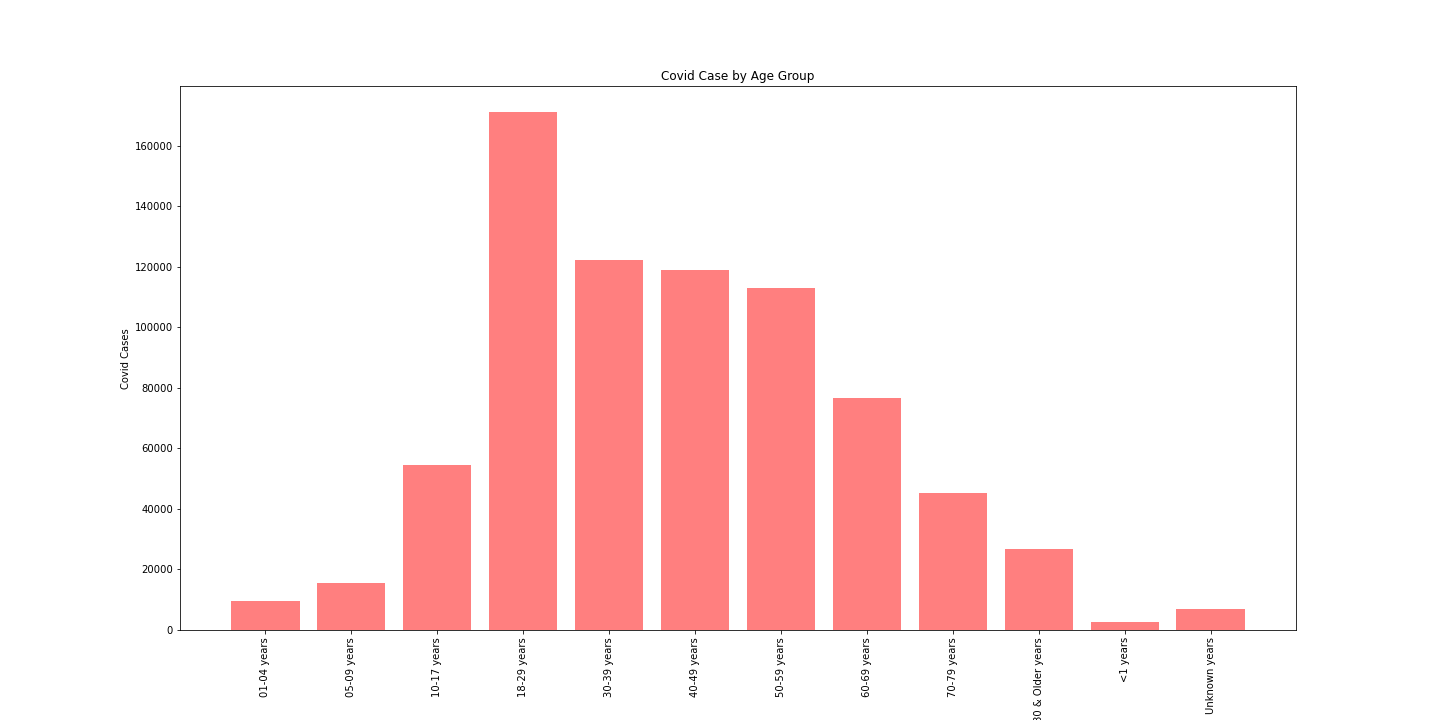 Covid Case by Age Group
160000
140000
120000
100000
80000
60000
40000
20000
0
Covid Cases
01-04 years
05-09 years
10-17 years
18-29 years
30-39 years
40-49 years
50-59 years
60-69 years
70-79 years
& Older years
<1 years
Unknown years